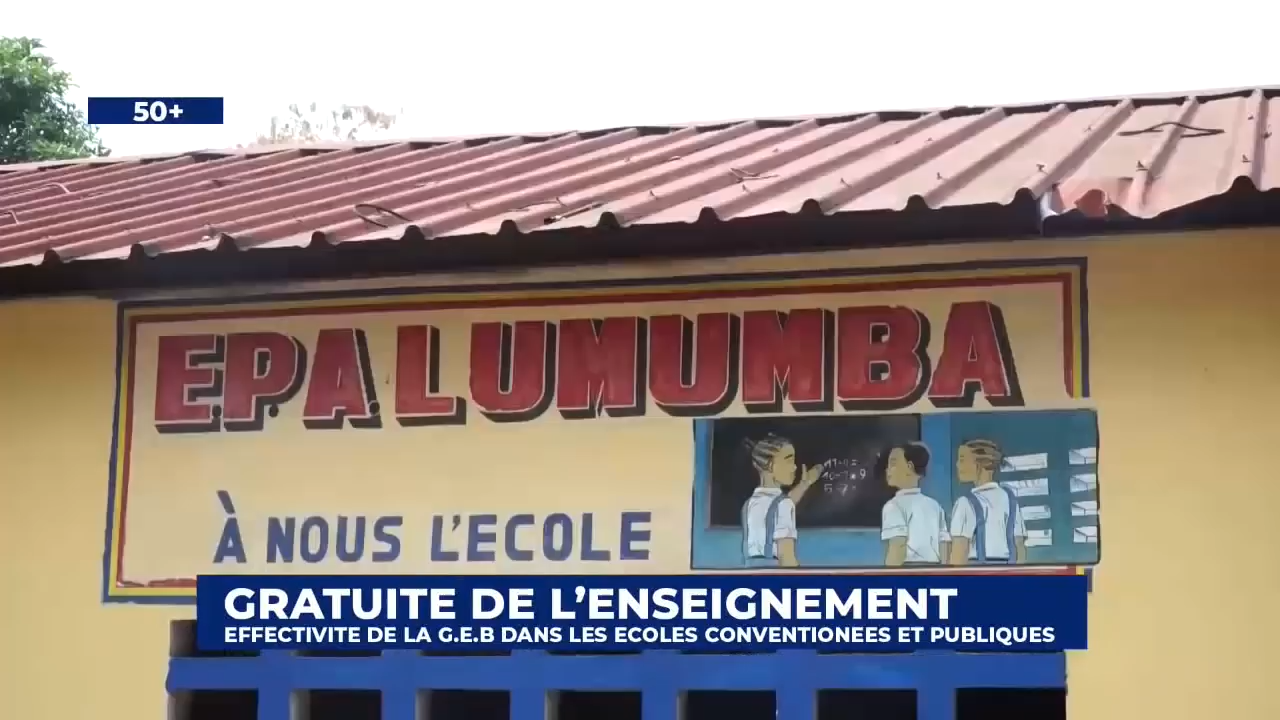 50+
E.P.A. LUMUMBA
À NOUS L'ECOLE
GRATUITE DE L'ENSEIGNEMENT
EFFECTIVITE DE LA G.E.B DANS LES ECOLES CONVENTIONEES ET PUBLIQUES